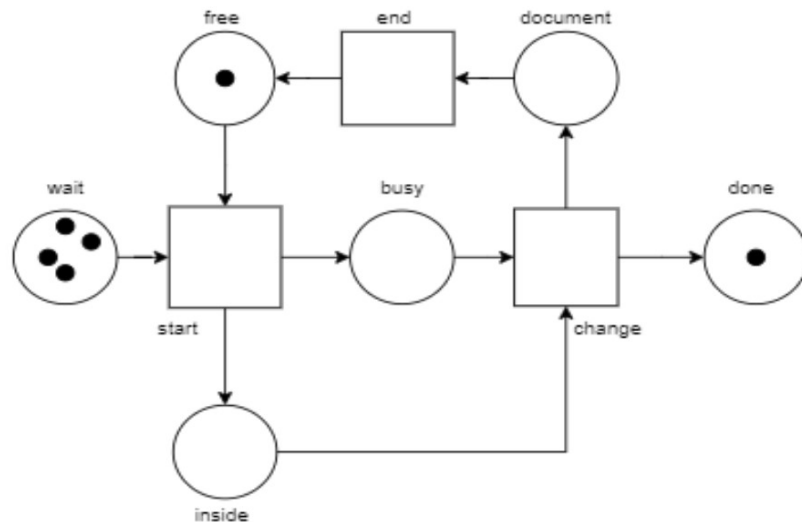 free
end
document
wait
busy
done
start
change
inside